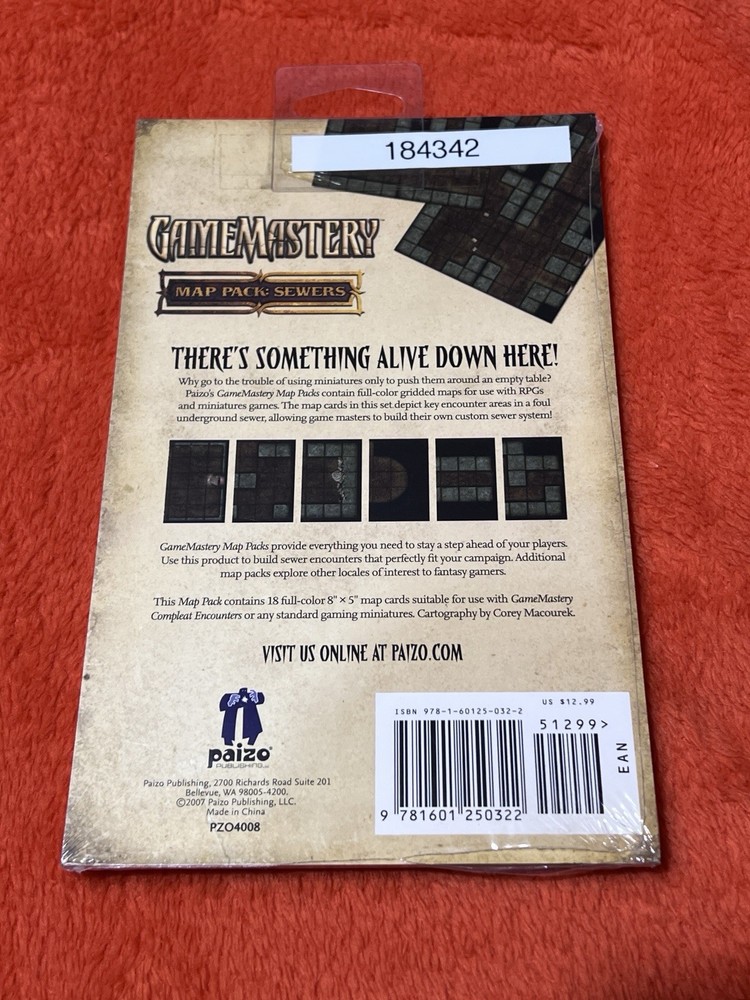 184342
GAMEMASTERY™
MAP PACK: SEWERS
THERE'S SOMETHING ALIVE DOWN HERE!
Why go to the trouble of using miniatures only to push them around an empty table?
Paizo's GameMastery Map Packs contain full-color gridded maps for use with RPGs
and miniatures games. The map cards in this set depict key encounter areas in a foul
underground sewer, allowing game masters to build their own custom sewer system!
GameMastery Map Packs provide everything you need to stay a step ahead of your players.
Use this product to build sewer encounters that perfectly fit your campaign. Additional
map packs explore other locales of interest to fantasy gamers.
This Map Pack contains 18 full-color 8" × 5" map cards suitable for use with GameMastery
Compleat Encounters or any standard gaming miniatures. Cartography by Corey Macourek.
VISIT US ONLINE AT PAIZO.COM
paizo®
PUBLISHING, LLC
Paizo Publishing, 2700 Richards Road Suite 201
Bellevue, WA 98005-4200.
©2007 Paizo Publishing, LLC.
Made in China
PZO4008
ISBN 978-1-60125-032-2
US $12.99
51299>
EAN
9 781601 250322